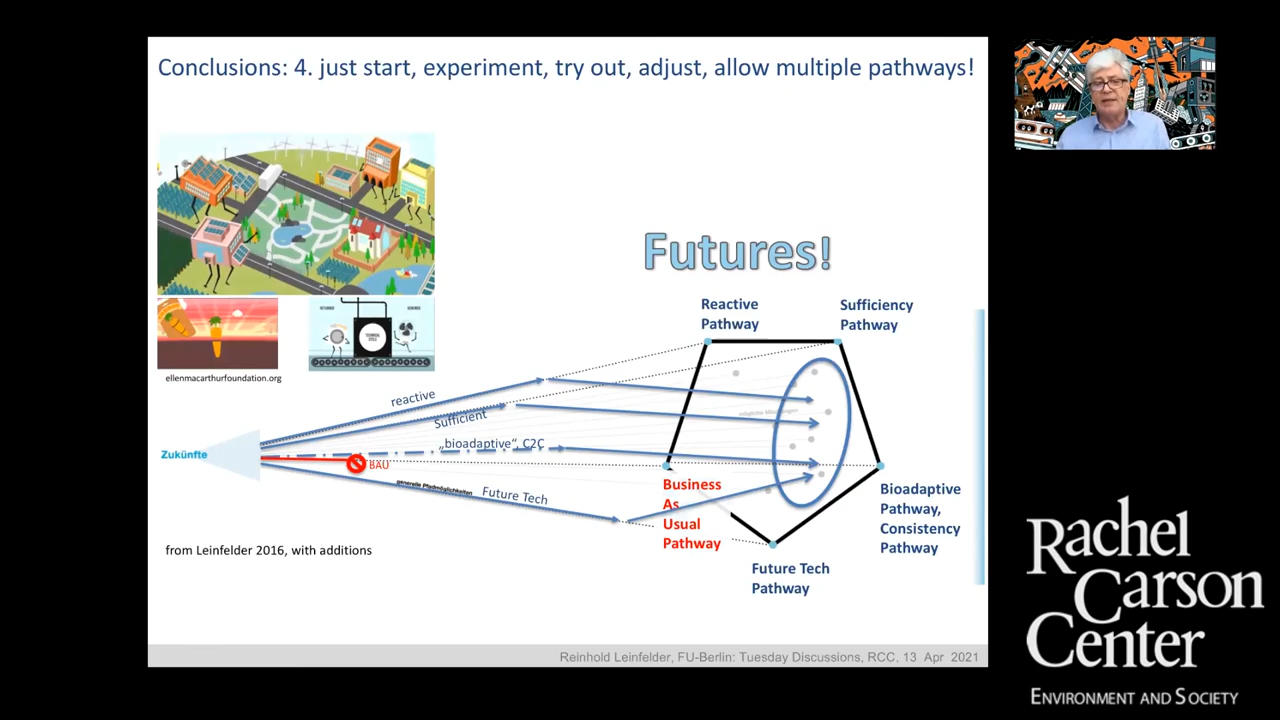 Conclusions: 4. just start, experiment, try out, adjust, allow multiple pathways!
ellenmacarthurfoundation.org
Futures!
Reactive
Pathway
Sufficiency
Pathway
reactive
Sufficient
„bioadaptive“, C2C
Zukünfte
BAU
generelle Pfadmöglichkeiten
Future Tech
Business
As
Usual
Pathway
Bioadaptive
Pathway,
Consistency
Pathway
Future Tech
Pathway
from Leinfelder 2016, with additions
Reinhold Leinfelder, FU-Berlin: Tuesday Discussions, RCC, 13 Apr 2021
Rachel
Carson
Center
ENVIRONMENT AND SOCIETY